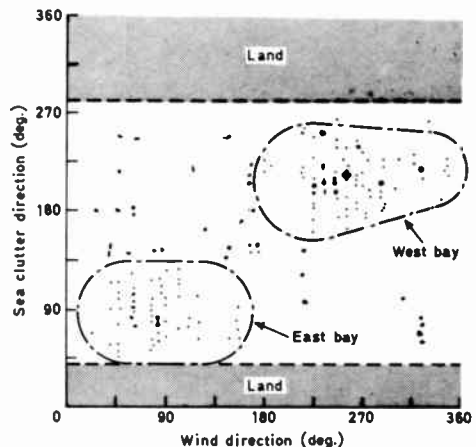 360
Land
270
180
West bay
90
East bay
Land
0
0
90
180
270
360
Sea clutter direction (deg.)
Wind direction (deg.)